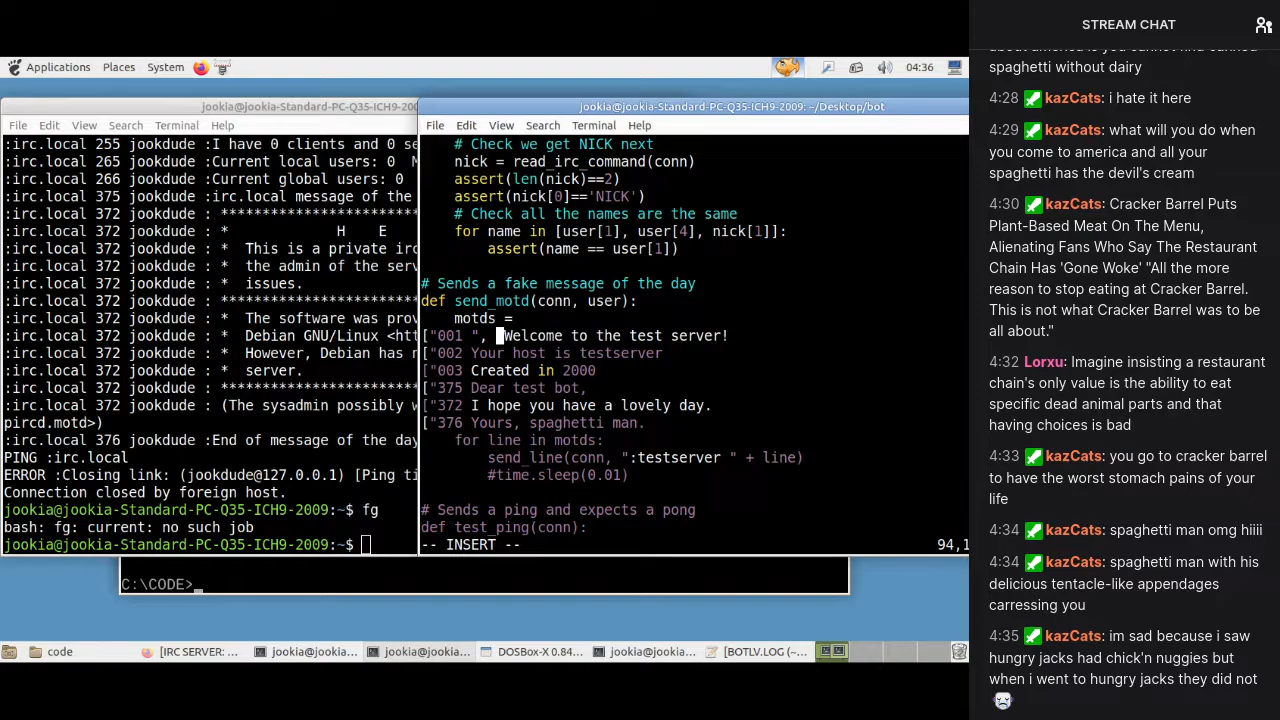 STREAM CHAT
spaghetti without dairy
4:28 kazCats: i hate it here
4:29 kazCats: what will you do when
you come to america and all your
spaghetti has the devil's cream
4:30 kazCats: Cracker Barrel Puts
Plant-Based Meat On The Menu,
Alienating Fans Who Say The Restaurant
Chain Has 'Gone Woke' "All the more
reason to stop eating at Cracker Barrel.
This is not what Cracker Barrel was to
be all about."
4:32 Lorxu: Imagine insisting a restaurant
chain's only value is the ability to eat
specific dead animal parts and that
having choices is bad
4:33 kazCats: you go to cracker barrel
to have the worst stomach pains of your
life
4:34 kazCats: spaghetti man omg hiiii
4:34 kazCats: spaghetti man with his
delicious tentacle-like appendages
carressing you
4:35 kazCats: im sad because i saw
hungry jacks had chick'n nuggies but
when i went to hungry jacks they did not
Applications Places System 04:36
jookia@jookia-Standard-PC-Q35-ICH9-200
File Edit View Search Terminal Help
:irc.local 255 jookdude :I have 0 clients and 0 se
:irc.local 265 jookdude :Current local users: 0 M
:irc.local 266 jookdude :Current global users: 0
:irc.local 375 jookdude :irc.local message of the
:irc.local 372 jookdude : **************************
:irc.local 372 jookdude : * H E
:irc.local 372 jookdude : * This is a private irc
:irc.local 372 jookdude : * the admin of the serv
:irc.local 372 jookdude : * issues.
:irc.local 372 jookdude : **************************
:irc.local 372 jookdude : * The software was prov
:irc.local 372 jookdude : * Debian GNU/Linux <htt
:irc.local 372 jookdude : * However, Debian has n
:irc.local 372 jookdude : * server.
:irc.local 372 jookdude : **************************
:irc.local 372 jookdude : (The sysadmin possibly w
pircd.motd>)
:irc.local 376 jookdude :End of message of the day
PING :irc.local
ERROR :Closing link: (jookdude@127.0.0.1) [Ping ti
Connection closed by foreign host.
jookia@jookia-Standard-PC-Q35-ICH9-2009:~$ fg
bash: fg: current: no such job
jookia@jookia-Standard-PC-Q35-ICH9-2009:~$
jookia@jookia-Standard-PC-Q35-ICH9-2009: ~/Desktop/bot
File Edit View Search Terminal Help
# Check we get NICK next
nick = read_irc_command(conn)
assert(len(nick)==2)
assert(nick[0]=='NICK')
# Check all the names are the same
for name in [user[1], user[4], nick[1]]:
assert(name == user[1])
# Sends a fake message of the day
def send_motd(conn, user):
motds =
["001 ", Welcome to the test server!
["002 Your host is testserver
["003 Created in 2000
["375 Dear test bot,
["372 I hope you have a lovely day.
["376 Yours, spaghetti man.
for line in motds:
send_line(conn, ":testserver " + line)
#time.sleep(0.01)
# Sends a ping and expects a pong
def test_ping(conn):
-- INSERT -- 94,1
C:\CODE>_
code
[IRC SERVER: ...
jookia@jookia...
jookia@jookia...
DOSBox-X 0.84...
jookia@jookia...
[BOTLV.LOG (~...